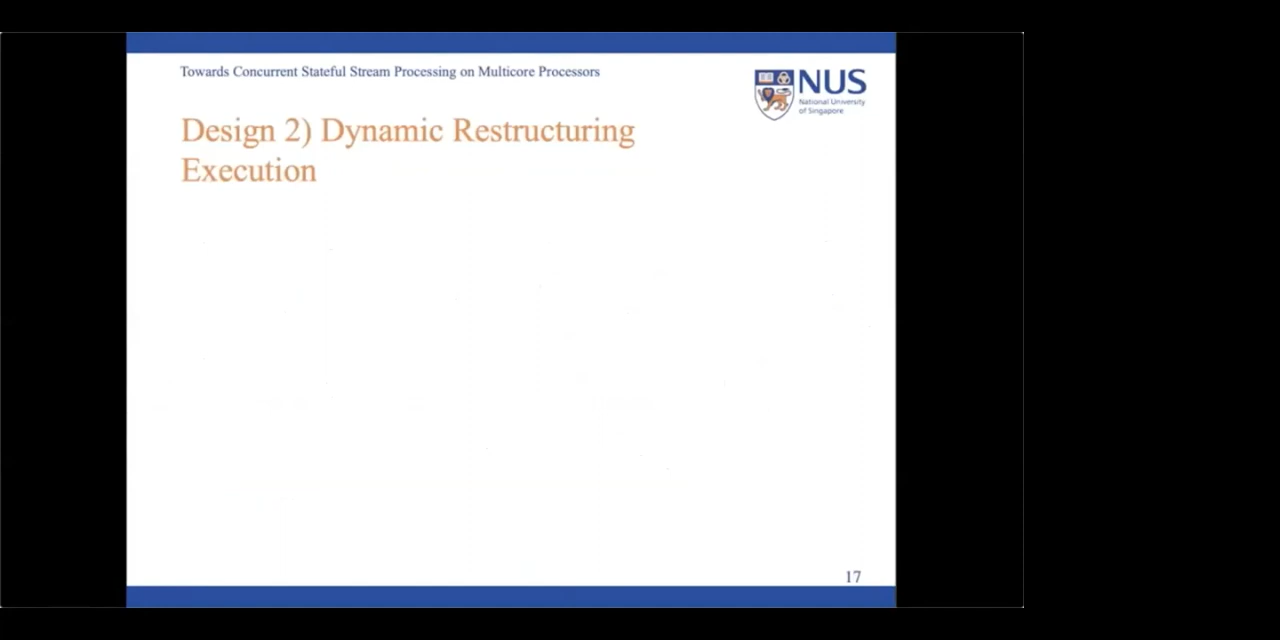 Towards Concurrent Stateful Stream Processing on Multicore Processors
NUS
National University
of Singapore
Design 2) Dynamic Restructuring
Execution
17